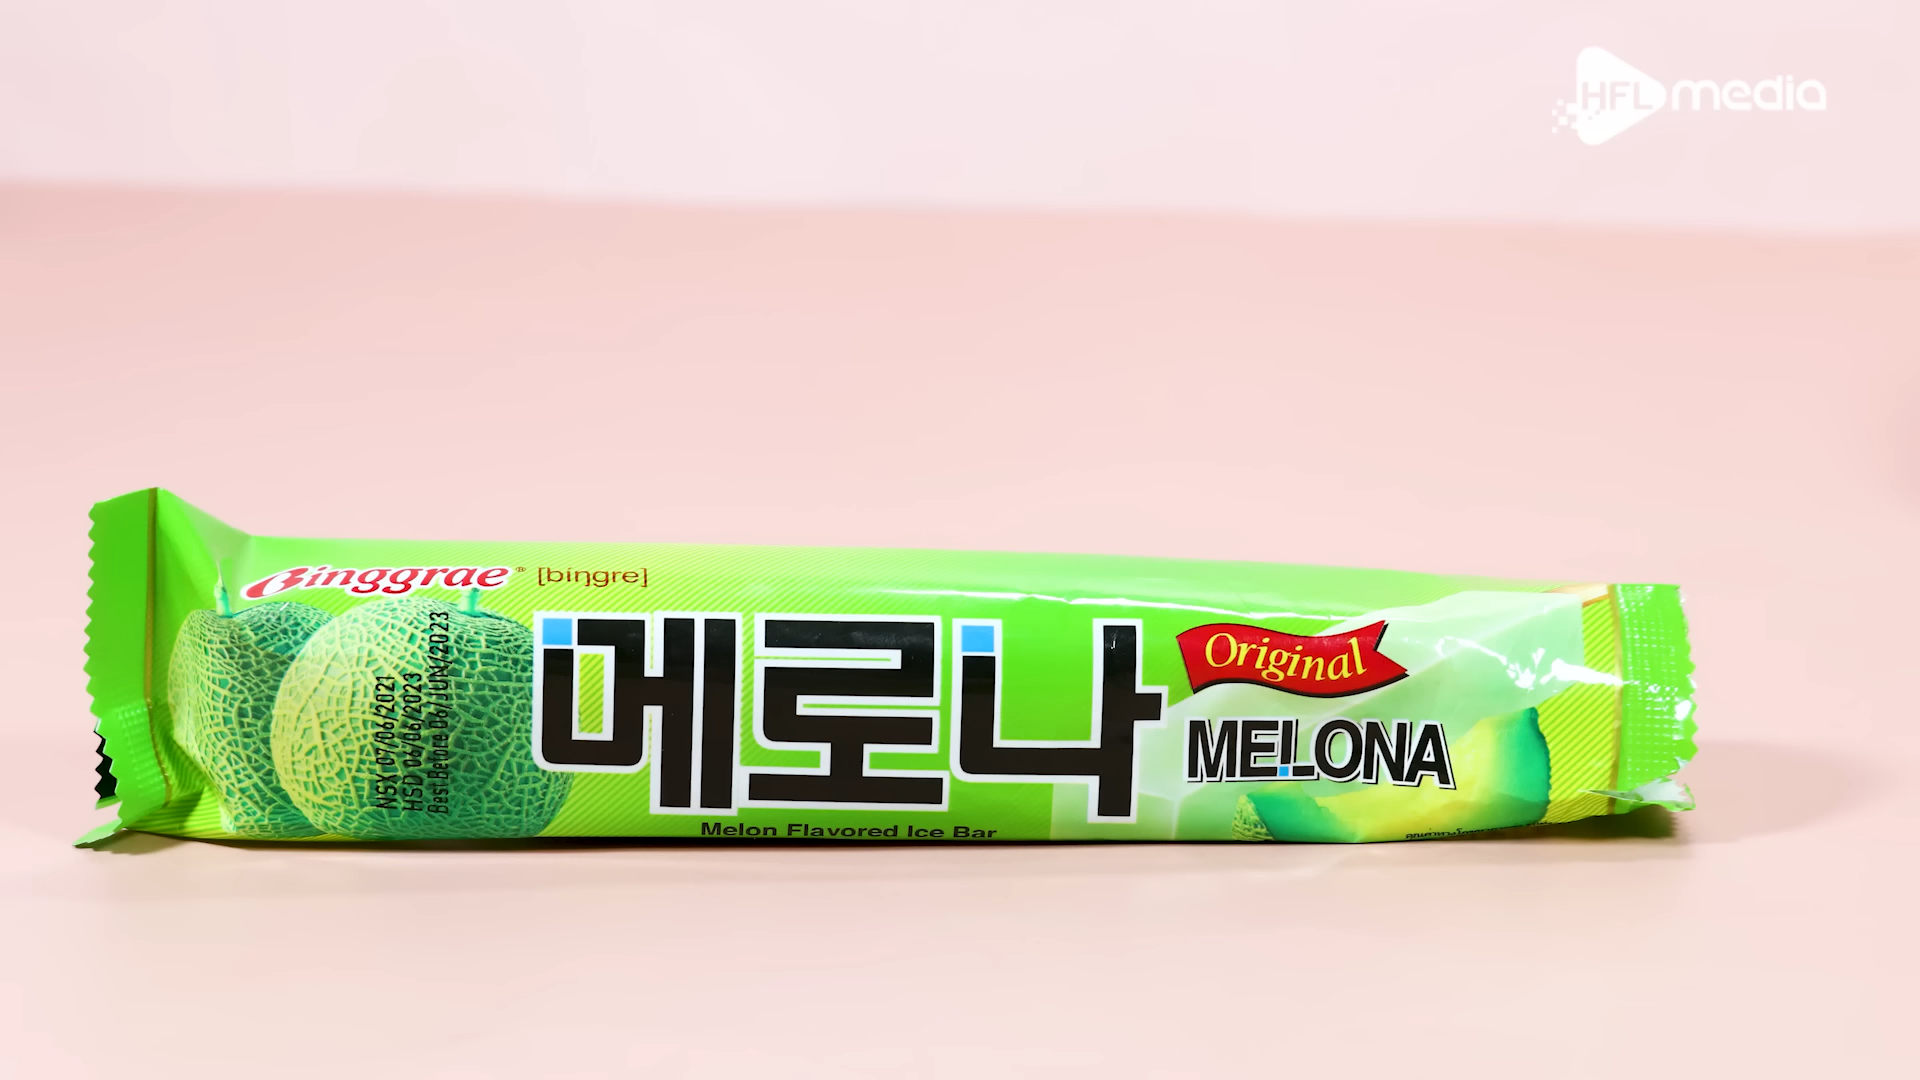 HFL media
Binggrae® [biŋgre]
메로나
Original
MELONA
Melon Flavored Ice Bar
NSX 07/06/2021
HSD 06/06/2023
Best Before 06/JUN/2023